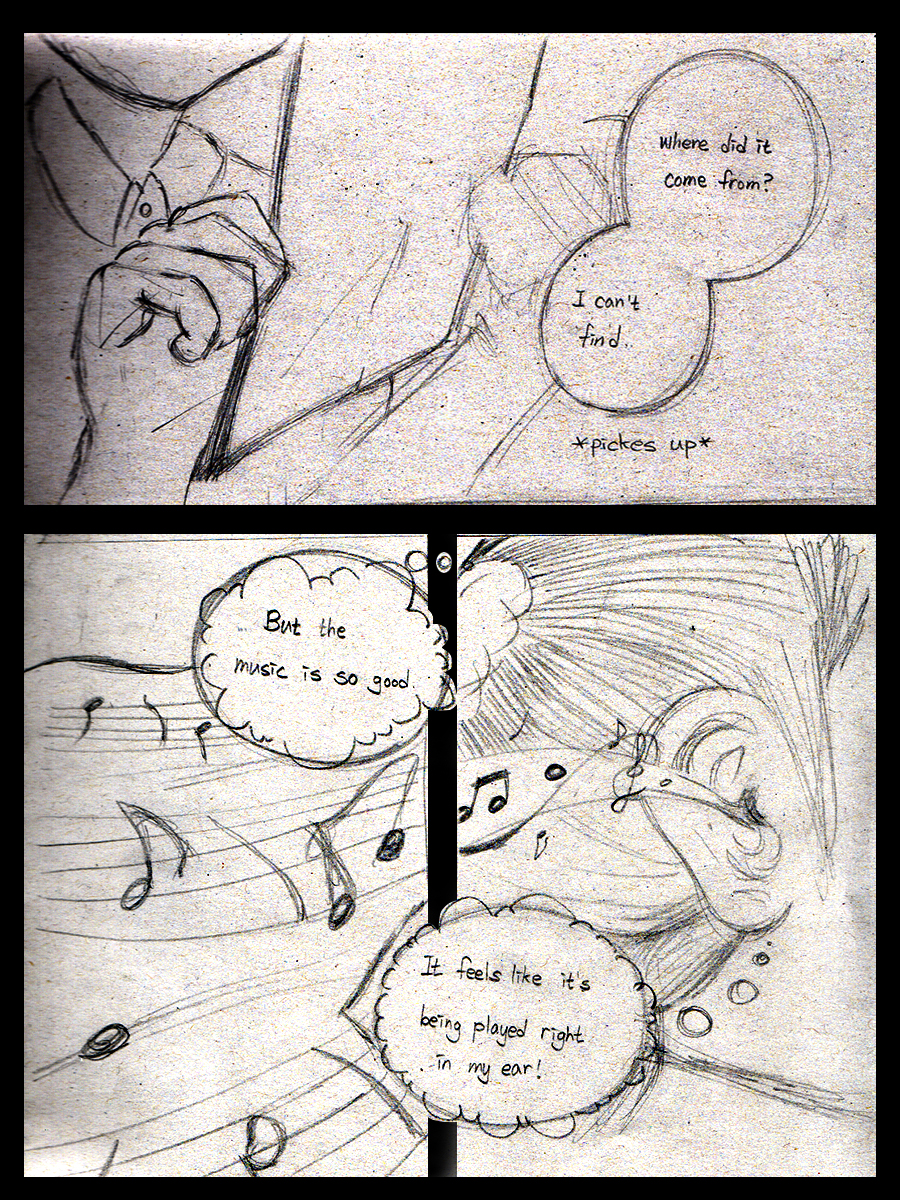 Where did it
come from?
I can't
find..
*pickes up*
... But the
music is so good.
It feels like it's
being played right
in my ear!